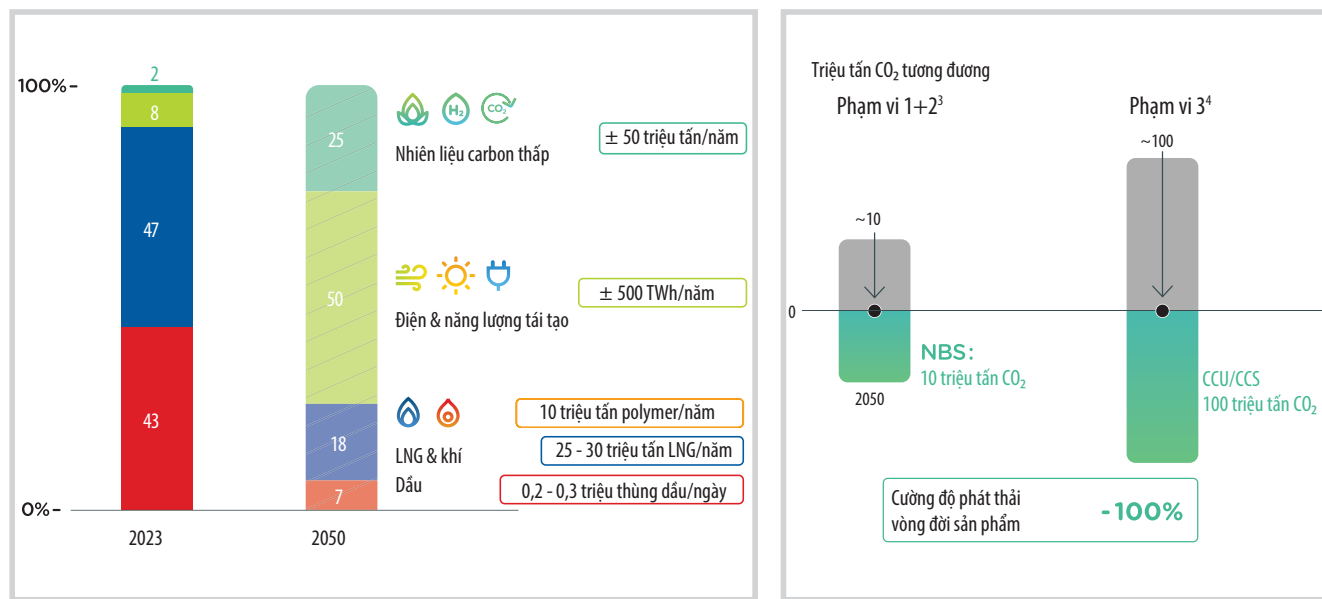 100%
2
8
47
43
0%
2023
25
50
18
7
2050
H₂
CO₂
Nhiên liệu carbon thấp
± 50 triệu tấn/năm
Điện & năng lượng tái tạo
± 500 TWh/năm
LNG & khí
Dầu
10 triệu tấn polymer/năm
25 - 30 triệu tấn LNG/năm
0,2 - 0,3 triệu thùng dầu/ngày
Triệu tấn CO₂ tương đương
Phạm vi 1+2³
Phạm vi 3⁴
~10
~100
0
NBS:
10 triệu tấn CO₂
2050
CCU/CCS
100 triệu tấn CO₂
Cường độ phát thải
vòng đời sản phẩm
-100%